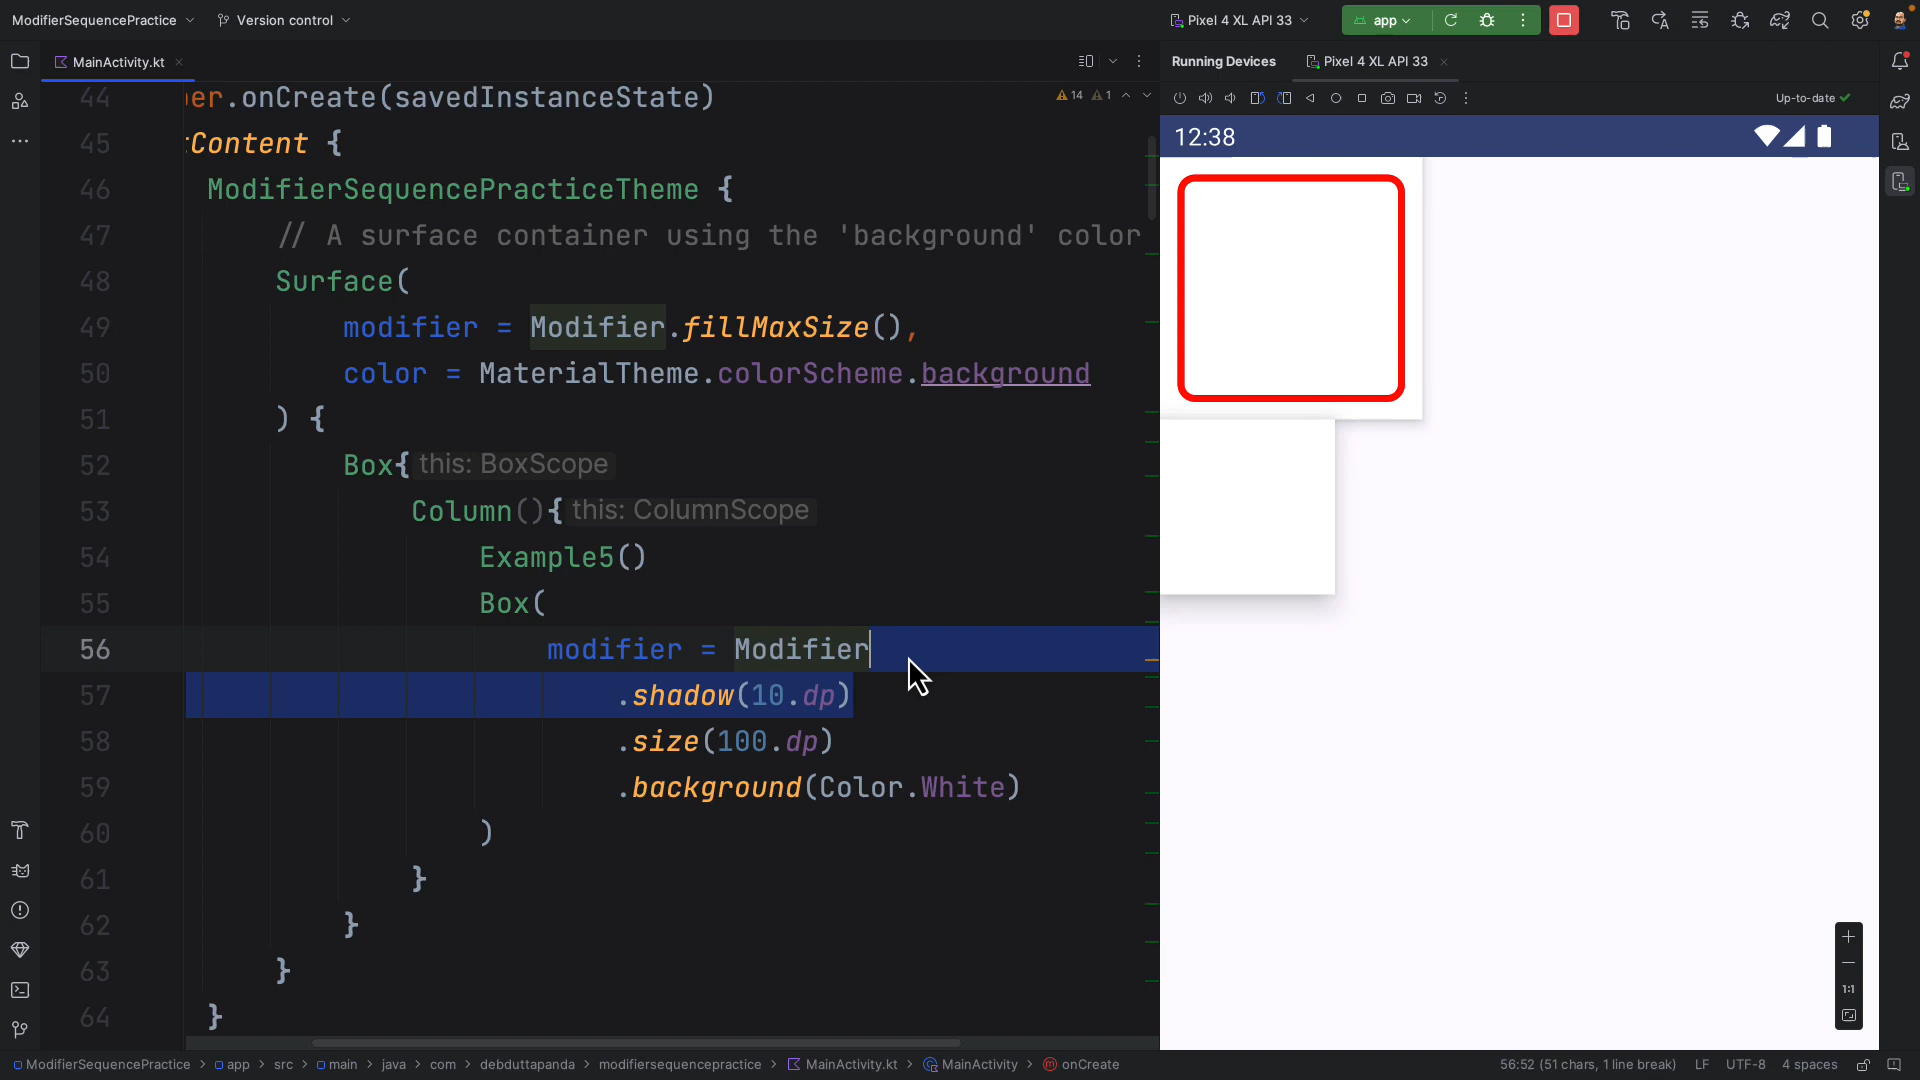 ModifierSequencePractice Version control Pixel 4 XL API 33 app
MainActivity.kt Running Devices Pixel 4 XL API 33
14 1 Up-to-date
12:38
44 er.onCreate(savedInstanceState)
45 Content {
46 ModifierSequencePracticeTheme {
47 // A surface container using the 'background' color
48 Surface(
49 modifier = Modifier.fillMaxSize(),
50 color = MaterialTheme.colorScheme.background
51 ) {
52 Box{ this: BoxScope
53 Column(){ this: ColumnScope
54 Example5()
55 Box(
56 modifier = Modifier
57 .shadow(10.dp)
58 .size(100.dp)
59 .background(Color.White)
60 )
61 }
62 }
63 }
64 }
1:1
ModifierSequencePractice > app > src > main > java > com > debduttapanda > modifiersequencepractice > MainActivity.kt > MainActivity > onCreate 56:52 (51 chars, 1 line break) LF UTF-8 4 spaces